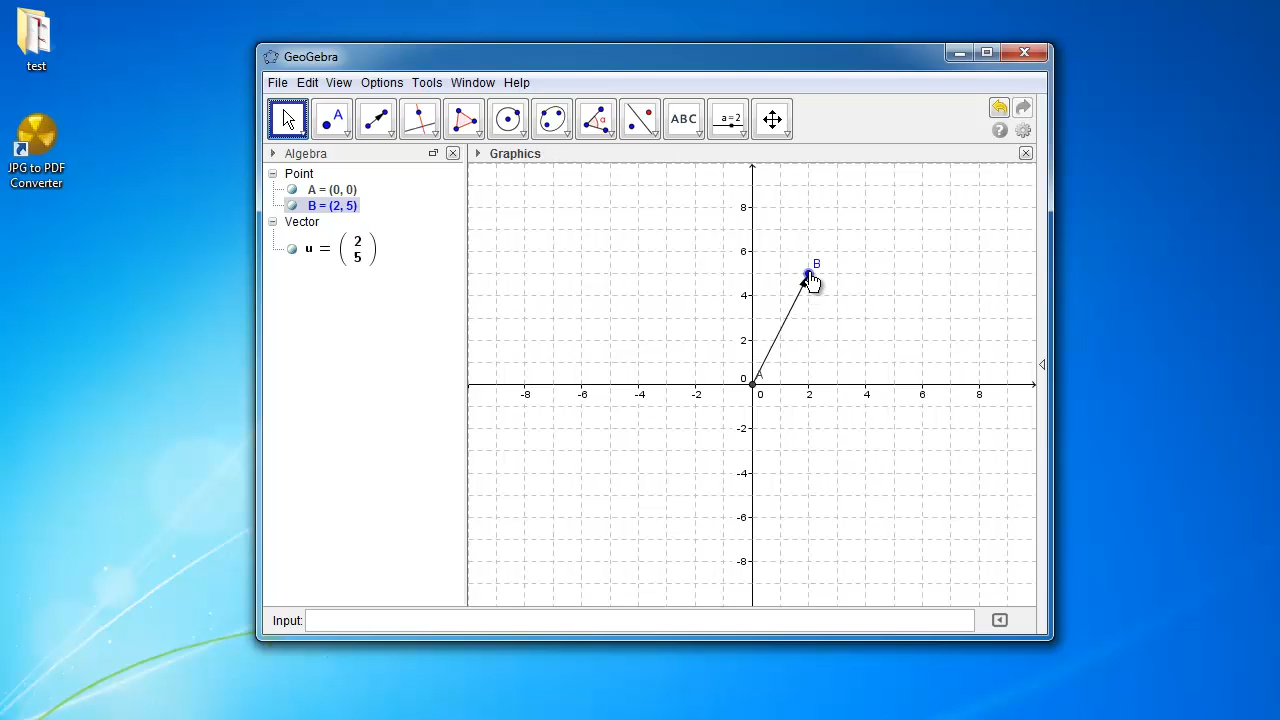 test
JPG to PDF
Converter
GeoGebra
File Edit View Options Tools Window Help
A
α
ABC
a=2
Algebra
Graphics
Point
A = (0, 0)
B = (2, 5)
Vector
u = (2
5)
8
6
B
4
2
0
A
-8 -6 -4 -2 0 2 4 6 8
-2
-4
-6
-8
Input: